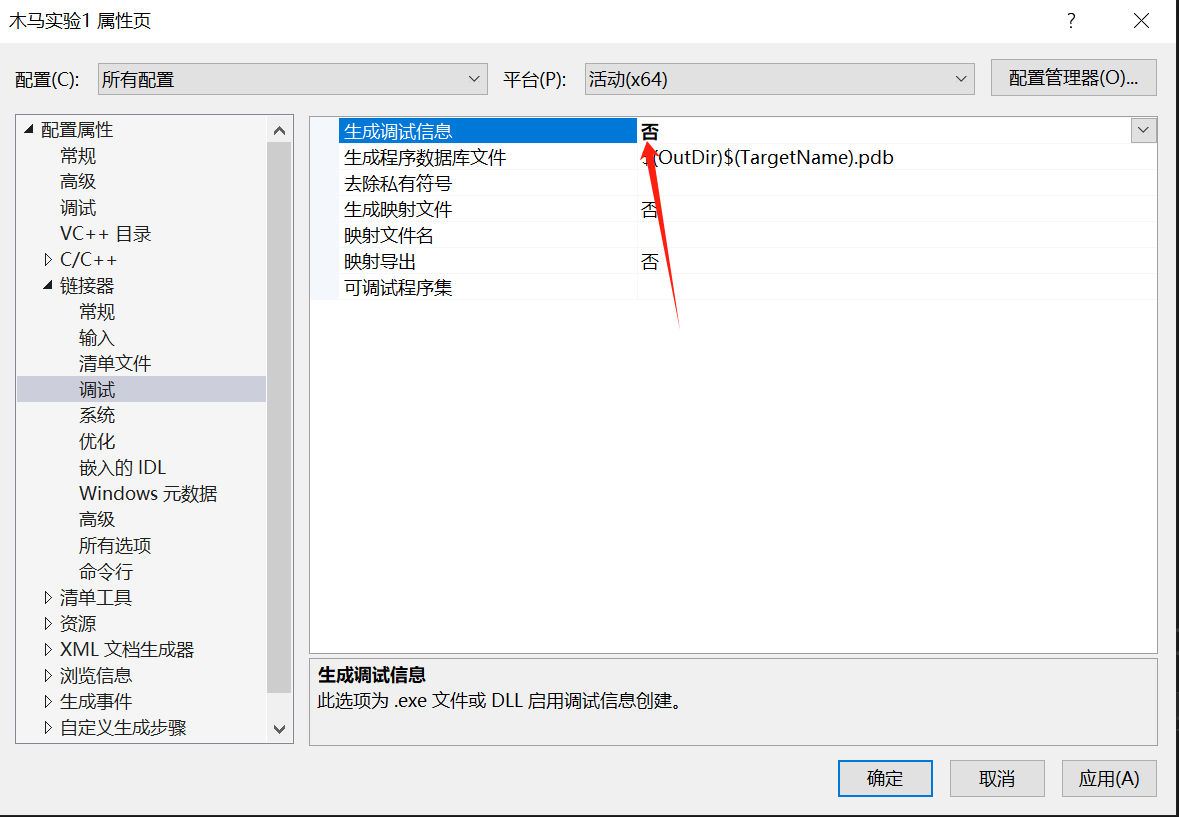 木马实验1 属性页
?
配置(C):
所有配置
平台(P):
活动(x64)
配置管理器(O)...
配置属性
常规
高级
调试
VC++ 目录
C/C++
链接器
常规
输入
清单文件
调试
系统
优化
嵌入的 IDL
Windows 元数据
高级
所有选项
命令行
清单工具
资源
XML 文档生成器
浏览信息
生成事件
自定义生成步骤
生成调试信息 否
生成程序数据库文件 $(OutDir)$(TargetName).pdb
去除私有符号
生成映射文件 否
映射文件名
映射导出 否
可调试程序集
生成调试信息
此选项为 .exe 文件或 DLL 启用调试信息创建。
确定
取消
应用(A)